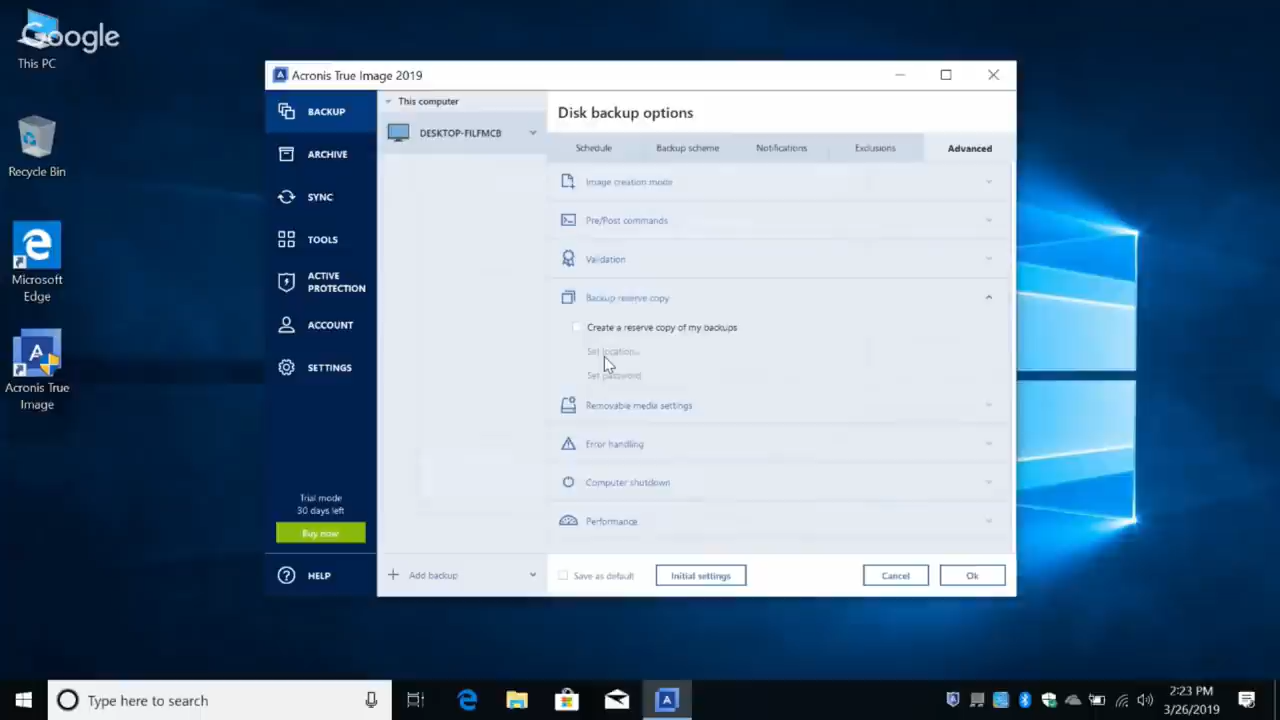 Google
This PC
Recycle Bin
Microsoft
Edge
Acronis True
Image
Acronis True Image 2019
BACKUP
ARCHIVE
SYNC
TOOLS
ACTIVE
PROTECTION
ACCOUNT
SETTINGS
Trial mode
30 days left
Buy now
HELP
This computer
DESKTOP-FILFMCB
Add backup
Disk backup options
Schedule
Backup scheme
Notifications
Exclusions
Advanced
Image creation mode
Pre/Post commands
Validation
Backup reserve copy
Create a reserve copy of my backups
Set location...
Set password
Removable media settings
Error handling
Computer shutdown
Performance
Save as default
Initial settings
Cancel
Ok
Type here to search
2:23 PM
3/26/2019